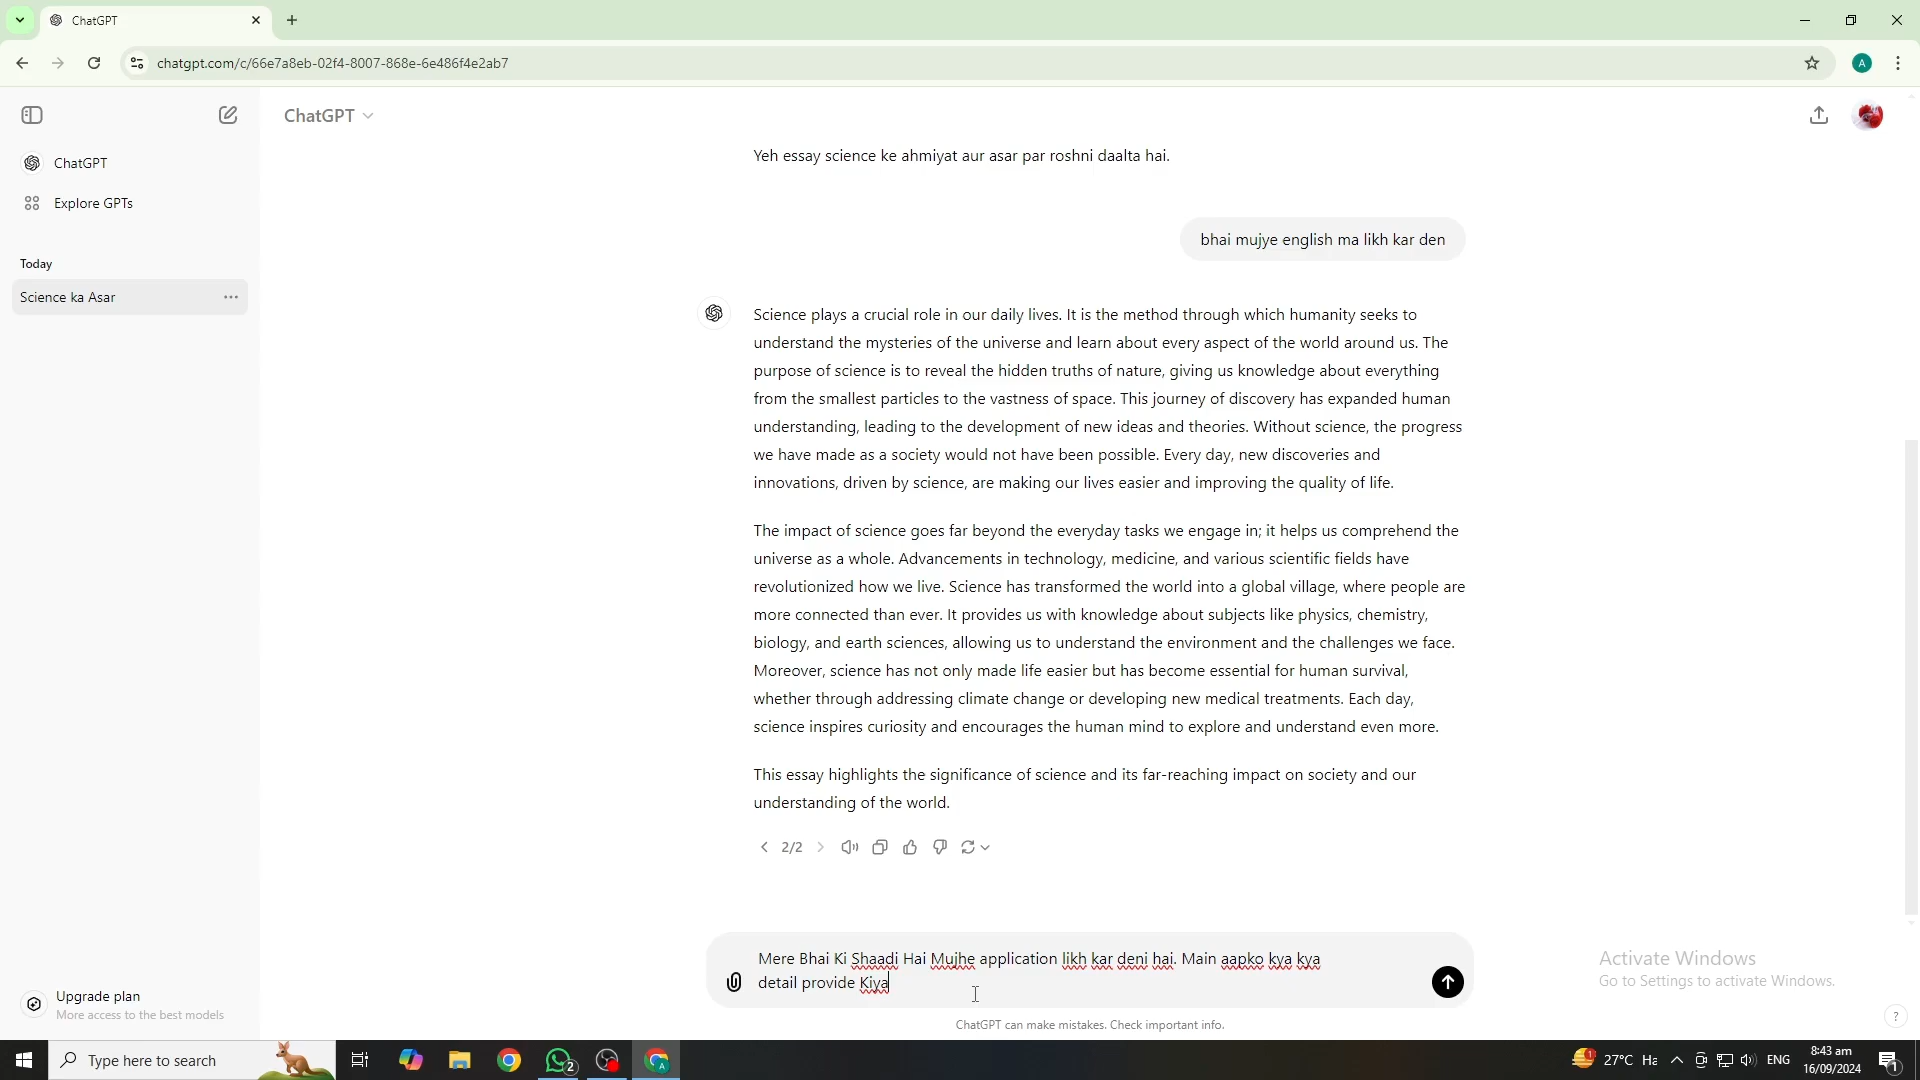 ChatGPT
chatgpt.com/c/66e7a8eb-02f4-8007-868e-6e486f4e2ab7
A
ChatGPT
ChatGPT
Explore GPTs
Today
Science ka Asar
Yeh essay science ke ahmiyat aur asar par roshni daalta hai.
bhai mujye english ma likh kar den
Science plays a crucial role in our daily lives. It is the method through which humanity seeks to
understand the mysteries of the universe and learn about every aspect of the world around us. The
purpose of science is to reveal the hidden truths of nature, giving us knowledge about everything
from the smallest particles to the vastness of space. This journey of discovery has expanded human
understanding, leading to the development of new ideas and theories. Without science, the progress
we have made as a society would not have been possible. Every day, new discoveries and
innovations, driven by science, are making our lives easier and improving the quality of life.
The impact of science goes far beyond the everyday tasks we engage in; it helps us comprehend the
universe as a whole. Advancements in technology, medicine, and various scientific fields have
revolutionized how we live. Science has transformed the world into a global village, where people are
more connected than ever. It provides us with knowledge about subjects like physics, chemistry,
biology, and earth sciences, allowing us to understand the environment and the challenges we face.
Moreover, science has not only made life easier but has become essential for human survival,
whether through addressing climate change or developing new medical treatments. Each day,
science inspires curiosity and encourages the human mind to explore and understand even more.
This essay highlights the significance of science and its far-reaching impact on society and our
understanding of the world.
2/2
Mere Bhai Ki Shaadi Hai Mujhe application likh kar deni hai. Main aapko kya kya
detail provide Kiya
ChatGPT can make mistakes. Check important info.
Upgrade plan
More access to the best models
Activate Windows
Go to Settings to activate Windows.
?
Type here to search
2
A
1
27°C Ha
ENG
8:43 am
16/09/2024
1